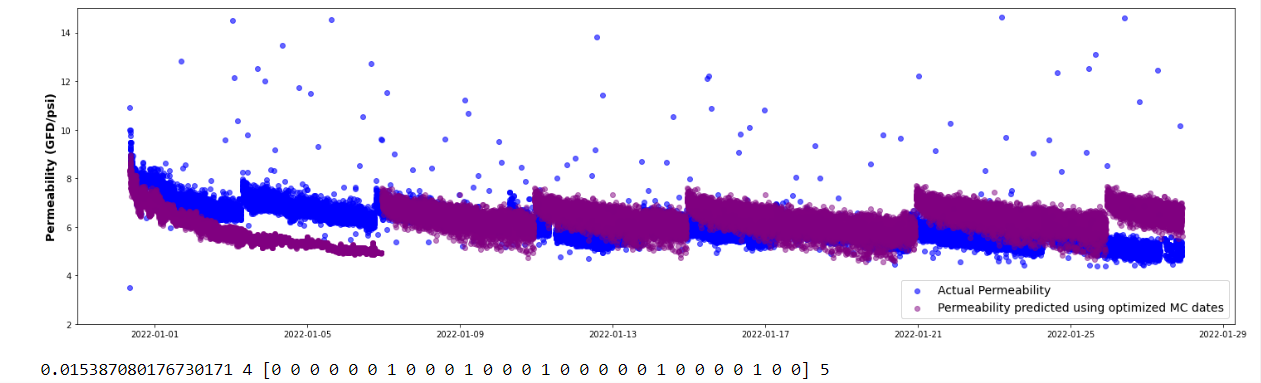 14
12
10
8
6
4
2
Permeability (GFD/psi)
Actual Permeability
Permeability predicted using optimized MC dates
2022-01-01 2022-01-05 2022-01-09 2022-01-13 2022-01-17 2022-01-21 2022-01-25 2022-01-29
0.015387080176730171 4 [0 0 0 0 0 0 1 0 0 0 1 0 0 0 1 0 0 0 0 0 1 0 0 0 0 1 0 0] 5